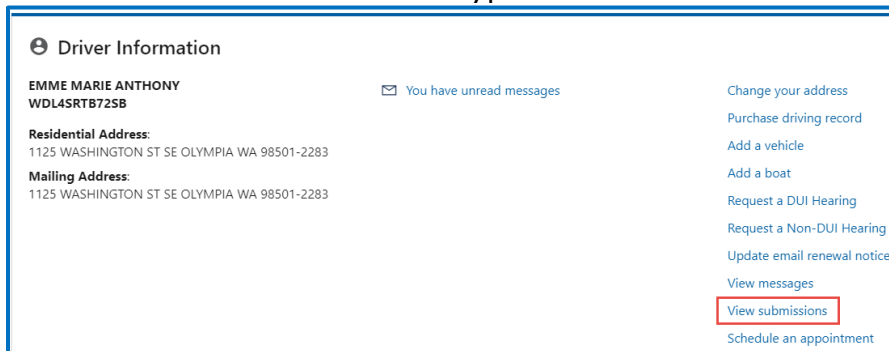 Driver Information
EMME MARIE ANTHONY
WDL4SRTB72SB
Residential Address:
1125 WASHINGTON ST SE OLYMPIA WA 98501-2283
Mailing Address:
1125 WASHINGTON ST SE OLYMPIA WA 98501-2283
You have unread messages
Change your address
Purchase driving record
Add a vehicle
Add a boat
Request a DUI Hearing
Request a Non-DUI Hearing
Update email renewal notice
View messages
View submissions
Schedule an appointment